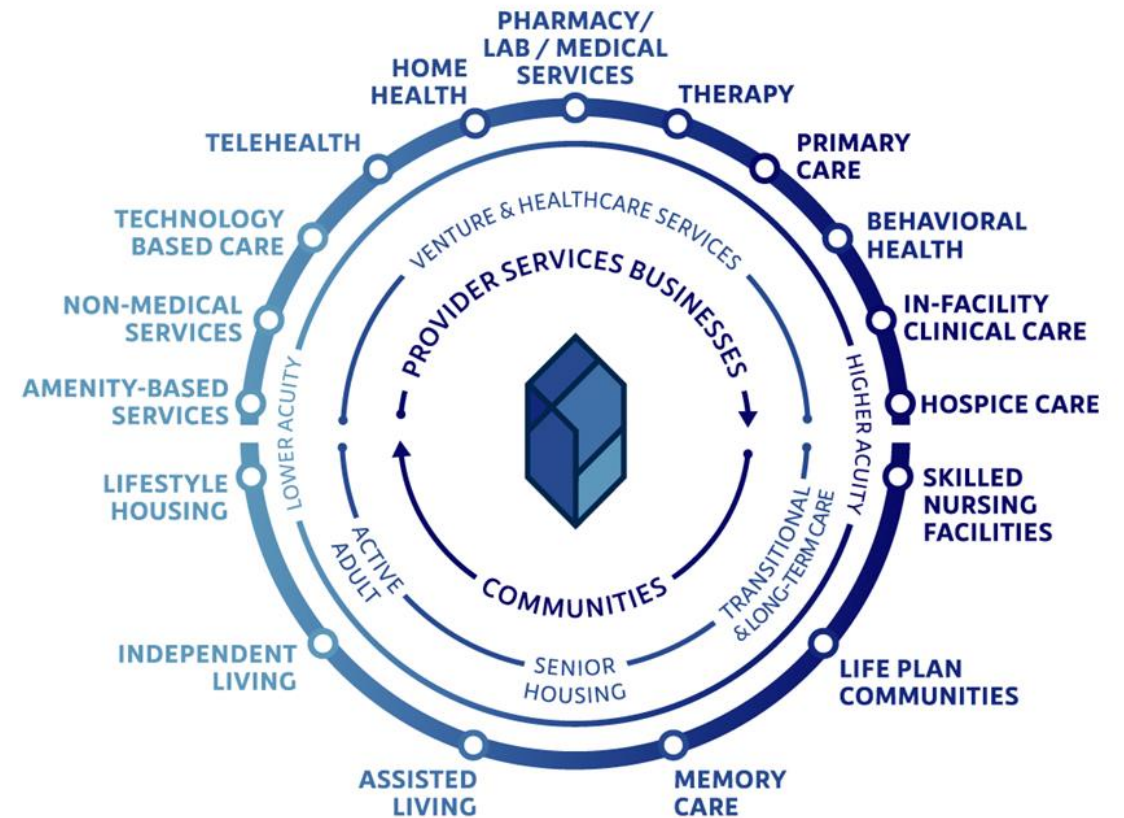 PHARMACY/
LAB / MEDICAL
SERVICES
HOME
HEALTH
THERAPY
TELEHEALTH
PRIMARY
CARE
TECHNOLOGY
BASED CARE
BEHAVIORAL
HEALTH
NON-MEDICAL
SERVICES
IN-FACILITY
CLINICAL CARE
AMENITY-BASED
SERVICES
HOSPICE CARE
LIFESTYLE
HOUSING
SKILLED
NURSING
FACILITIES
INDEPENDENT
LIVING
LIFE PLAN
COMMUNITIES
ASSISTED
LIVING
MEMORY
CARE
LOWER ACUITY
HIGHER ACUITY
VENTURE & HEALTHCARE SERVICES
PROVIDER SERVICES BUSINESSES
COMMUNITIES
ACTIVE
ADULT
SENIOR
HOUSING
TRANSITIONAL
& LONG-TERM CARE